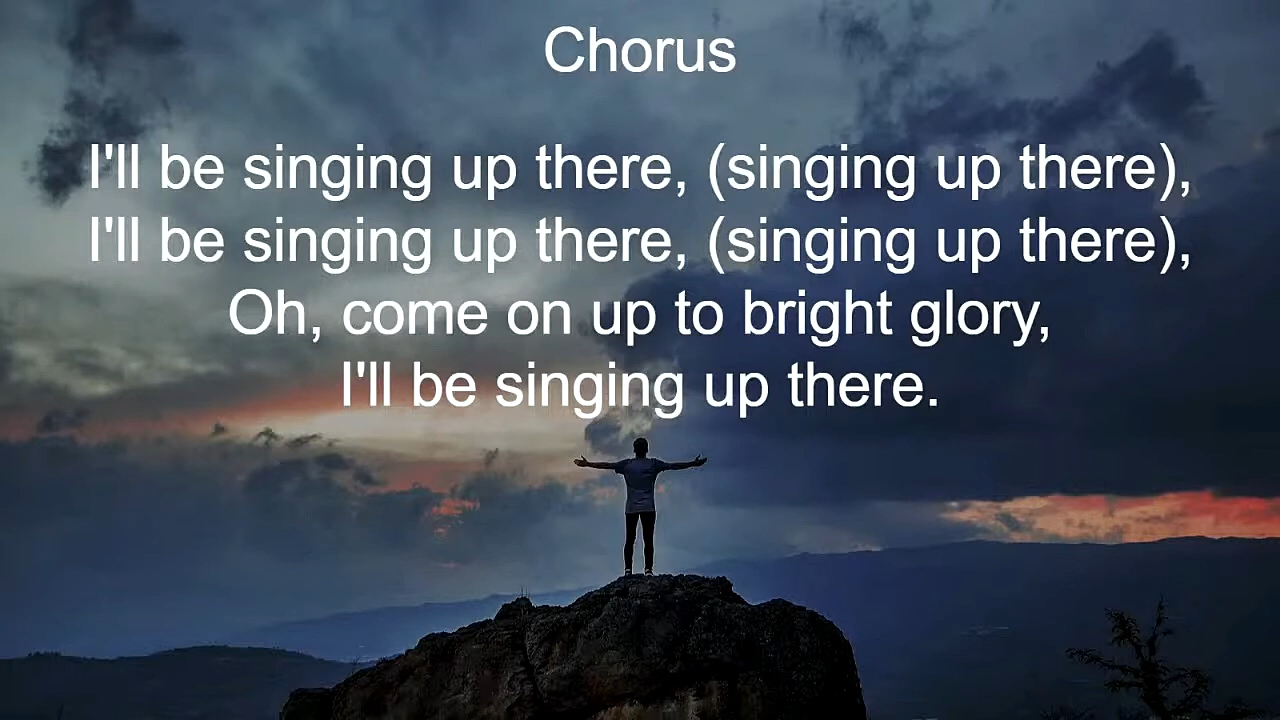 Chorus
I'll be singing up there, (singing up there),
I'll be singing up there, (singing up there),
Oh, come on up to bright glory,
I'll be singing up there.